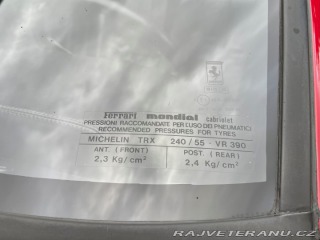 Ferrari mondial cabriolet
PRESSIONI RACCOMANDATE PER L'USO DEI PNEUMATICI
RECOMMENDED PRESSURES FOR TYRES
MICHELIN TRX 240/55 - VR 390
ANT. (FRONT) POST. (REAR)
2,3 Kg/cm² 2,4 Kg/cm²
WWW.RAJVETERANU.CZ